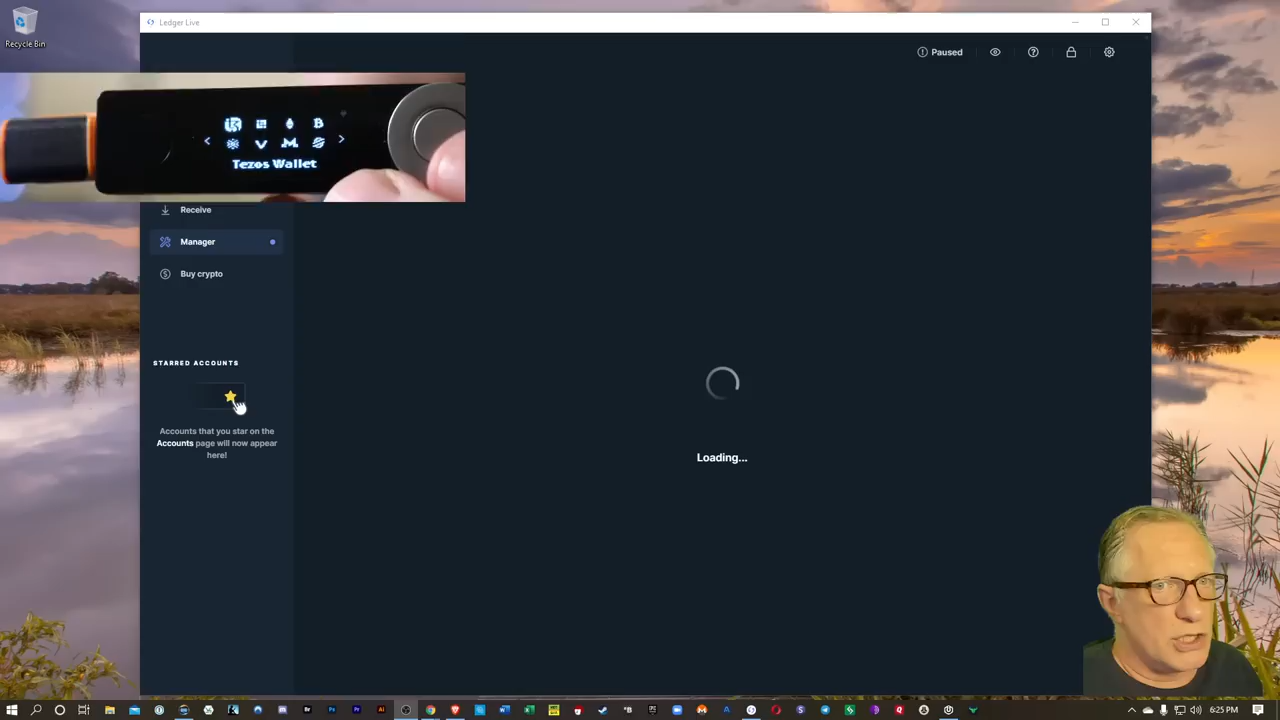 Recycle Bin
Ledger Live
Paused
Tezos Wallet
Receive
Manager
Buy crypto
STARRED ACCOUNTS
Accounts that you star on the
Accounts page will now appear
here!
Loading...
6:25 PM